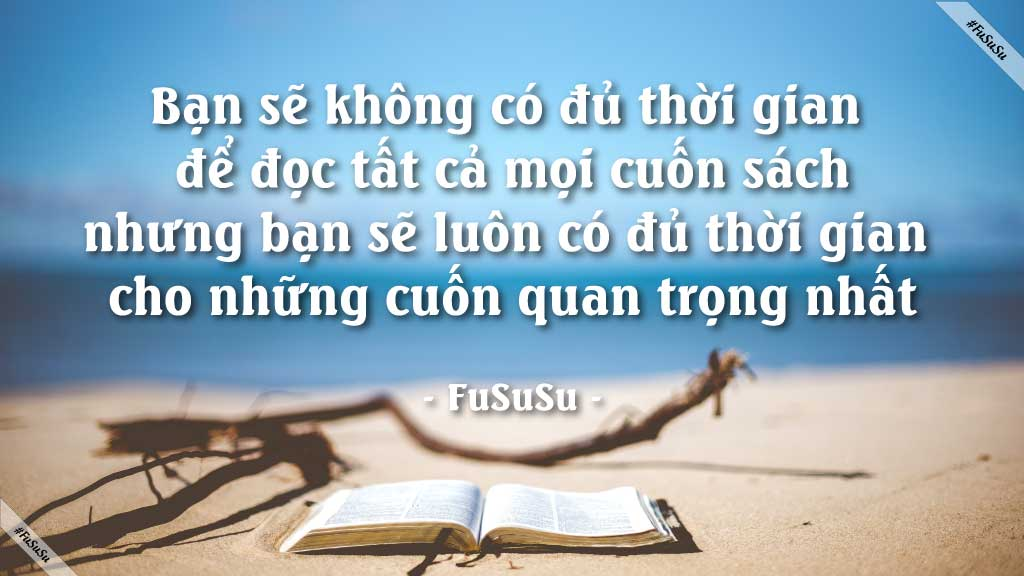 #FuSuSu
Bạn sẽ không có đủ thời gian
để đọc tất cả mọi cuốn sách
nhưng bạn sẽ luôn có đủ thời gian
cho những cuốn quan trọng nhất
- FuSuSu -
#FuSuSu